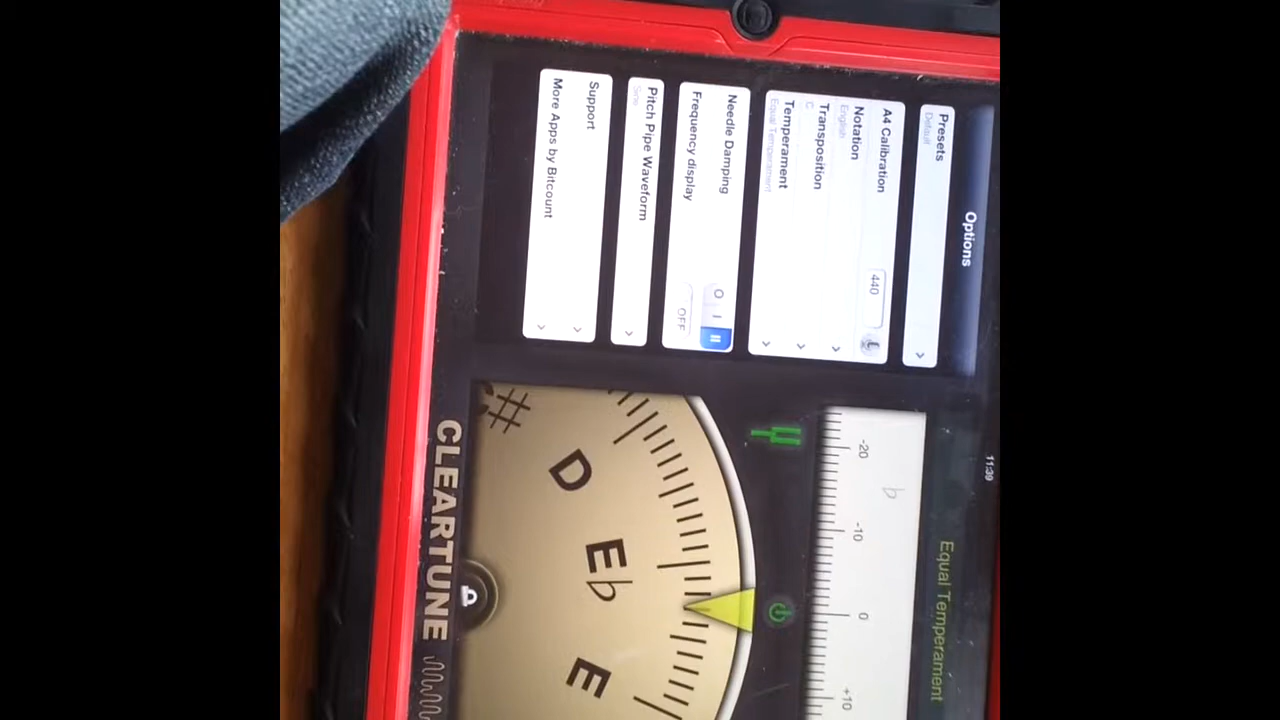 11:39
Options
Presets
Default
A4 Calibration
440
Notation
English
Transposition
C
Temperament
Equal Temperament
Needle Damping
O I II
Frequency display
OFF
Pitch Pipe Waveform
Sine
Support
More Apps by Bitcount
Equal Temperament
♭
-20 -10 0 +10
C# D E♭ E
CLEARTUNE